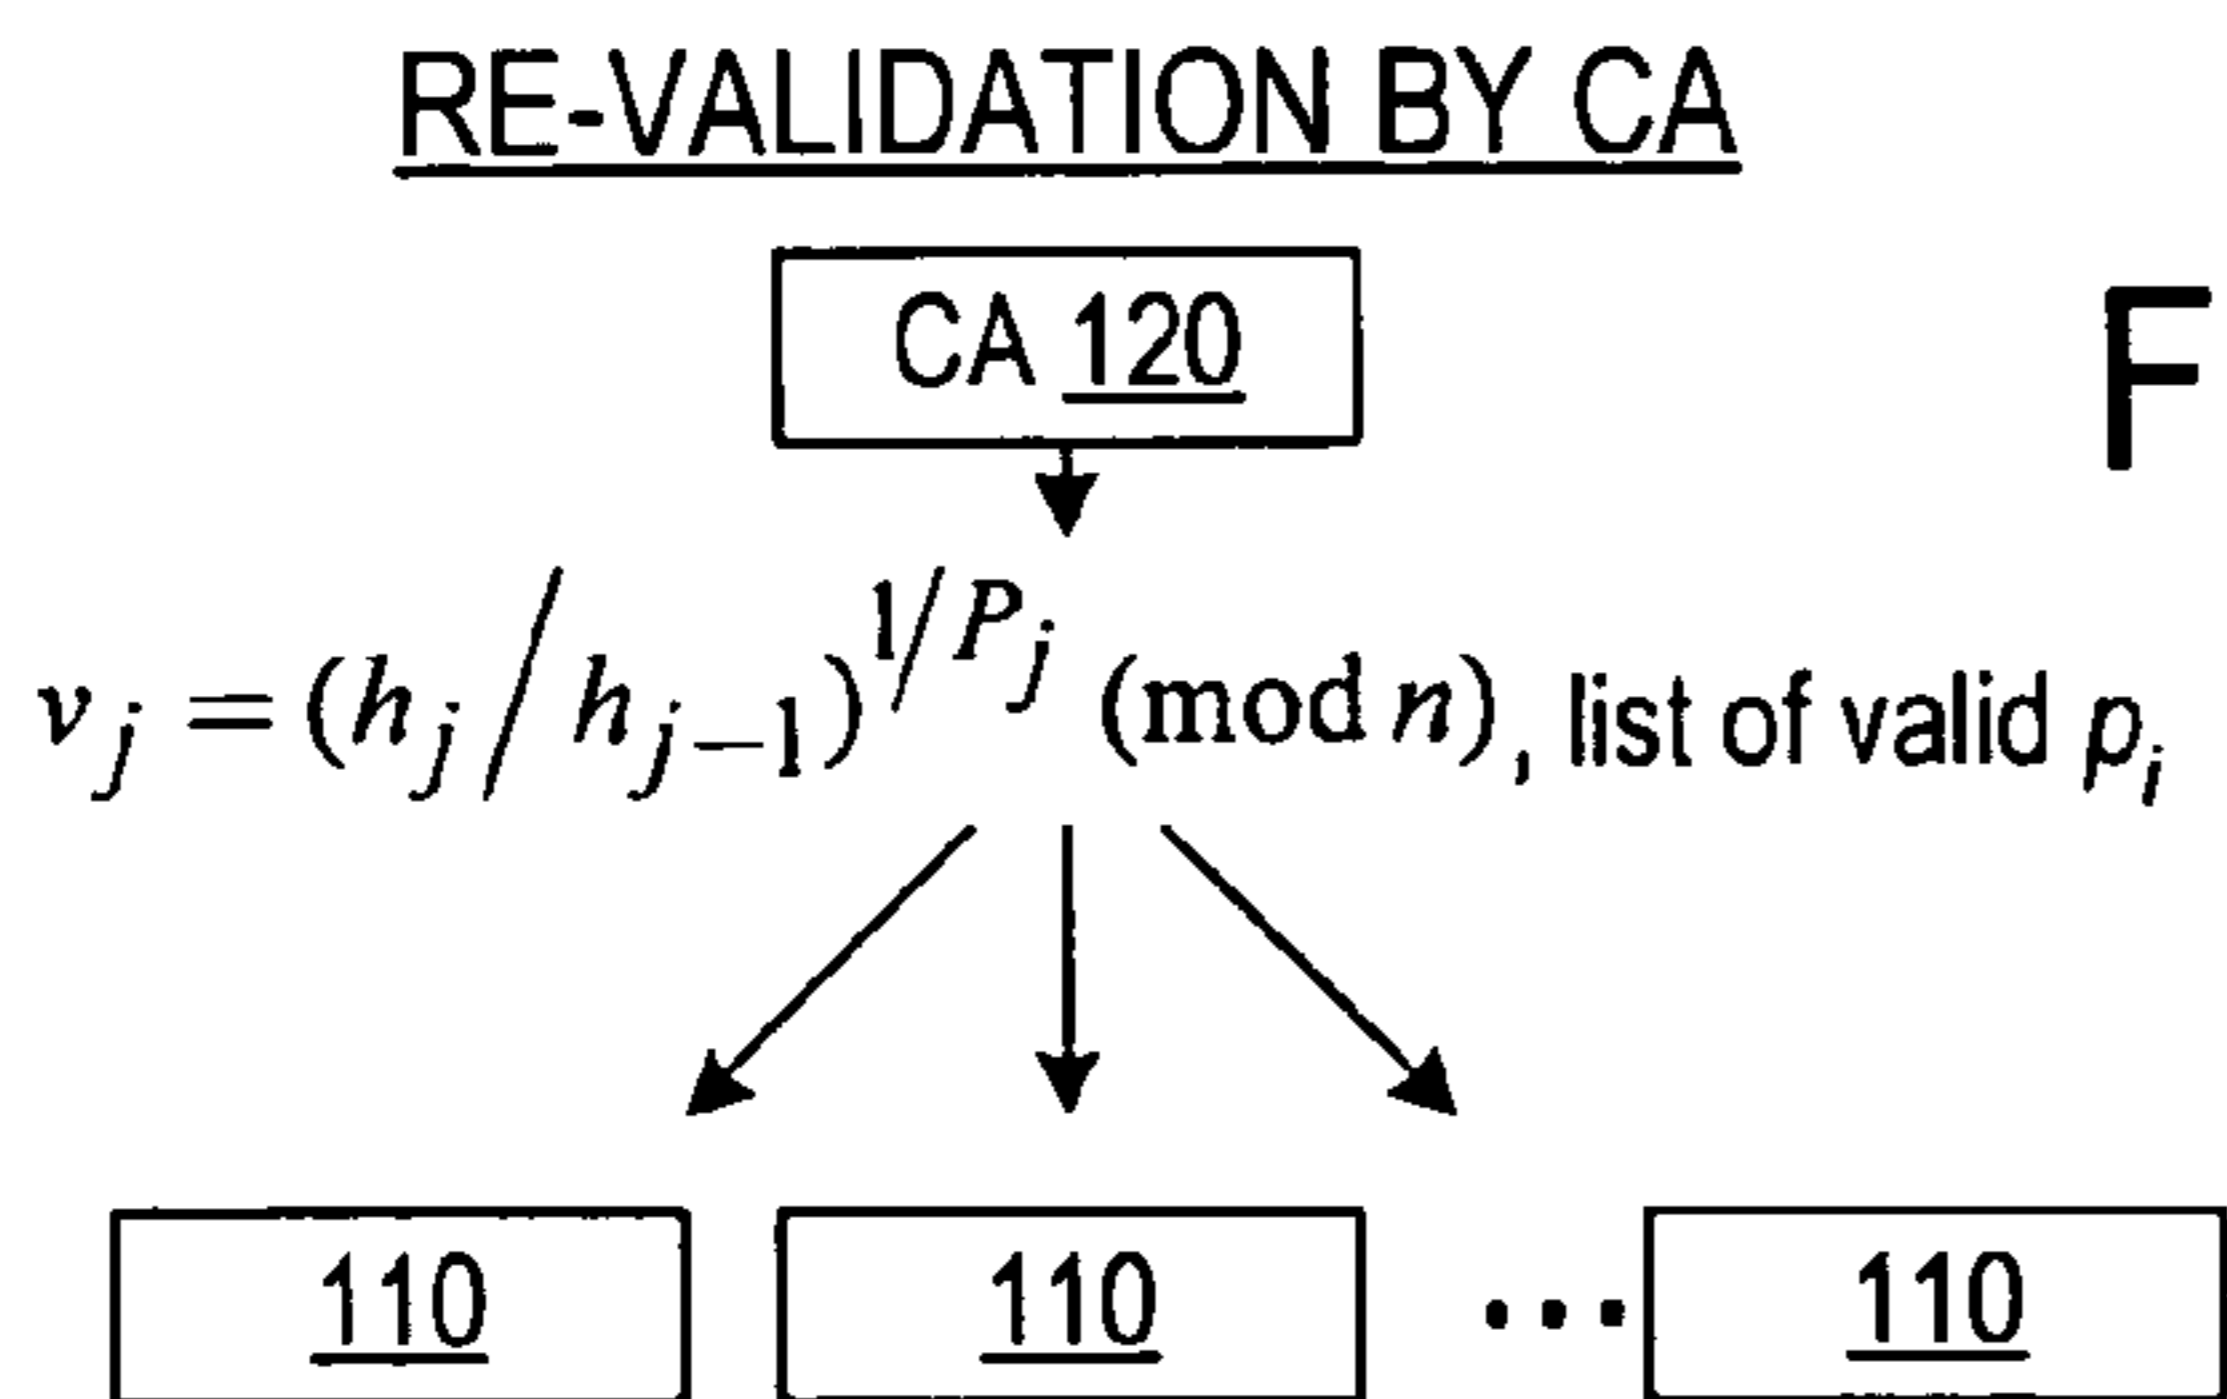 RE-VALIDATION BY CA
CA 120
F
v_j = (h_j / h_{j-1})^{1/P_j} (mod n), list of valid p_i
110 110 ... 110